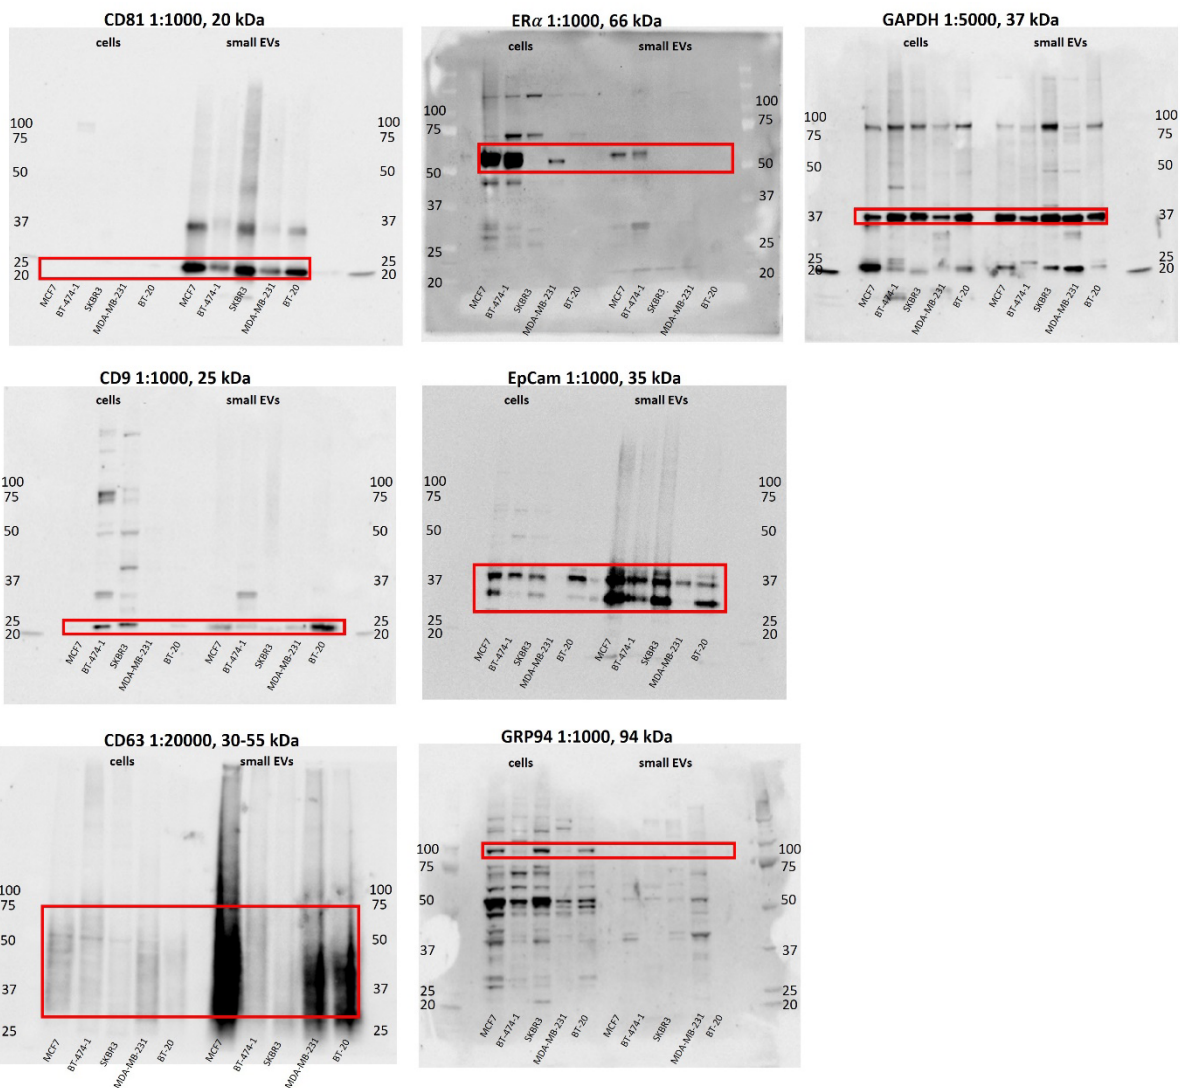 CD81 1:1000, 20 kDa
cells small EVs
100 100
75 75
50 50
37 37
25 25
20 20
MCF7 BT-474-1 SKBR3 MDA-MB-231 BT-20 MCF7 BT-474-1 SKBR3 MDA-MB-231 BT-20
ERα 1:1000, 66 kDa
cells small EVs
100 100
75 75
50 50
37 37
25 25
20 20
MCF7 BT-474-1 SKBR3 MDA-MB-231 BT-20 MCF7 BT-474-1 SKBR3 MDA-MB-231 BT-20
GAPDH 1:5000, 37 kDa
cells small EVs
100 100
75 75
50 50
37 37
25 25
20 20
MCF7 BT-474-1 SKBR3 MDA-MB-231 BT-20 MCF7 BT-474-1 SKBR3 MDA-MB-231 BT-20
CD9 1:1000, 25 kDa
cells small EVs
100 100
75 75
50 50
37 37
25 25
20 20
MCF7 BT-474-1 SKBR3 MDA-MB-231 BT-20 MCF7 BT-474-1 SKBR3 MDA-MB-231 BT-20
EpCam 1:1000, 35 kDa
cells small EVs
100 100
75 75
50 50
37 37
25 25
20 20
MCF7 BT-474-1 SKBR3 MDA-MB-231 BT-20 MCF7 BT-474-1 SKBR3 MDA-MB-231 BT-20
CD63 1:20000, 30-55 kDa
cells small EVs
100 100
75 75
50 50
37 37
25 25
MCF7 BT-474-1 SKBR3 MDA-MB-231 BT-20 MCF7 BT-474-1 SKBR3 MDA-MB-231 BT-20
GRP94 1:1000, 94 kDa
cells small EVs
100 100
75 75
50 50
37 37
25 25
20 20
MCF7 BT-474-1 SKBR3 MDA-MB-231 BT-20 MCF7 BT-474-1 SKBR3 MDA-MB-231 BT-20